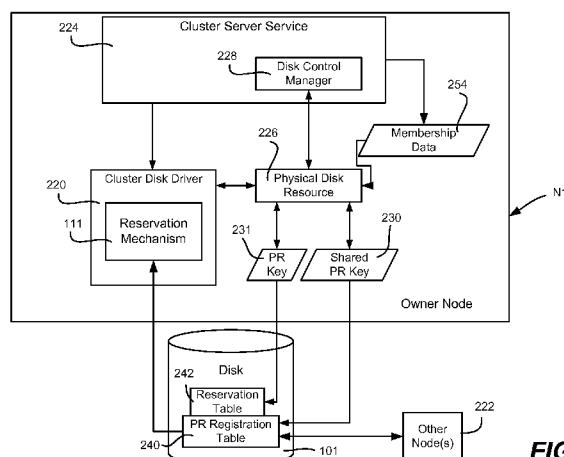 224
Cluster Server Service
228
Disk Control
Manager
254
Membership
Data
226
Physical Disk
Resource
220
Cluster Disk Driver
111
Reservation
Mechanism
N1
231
PR
Key
230
Shared
PR Key
Owner Node
Disk
242
Reservation
Table
PR Registration
Table
240
101
222
Other
Node(s)
FIG